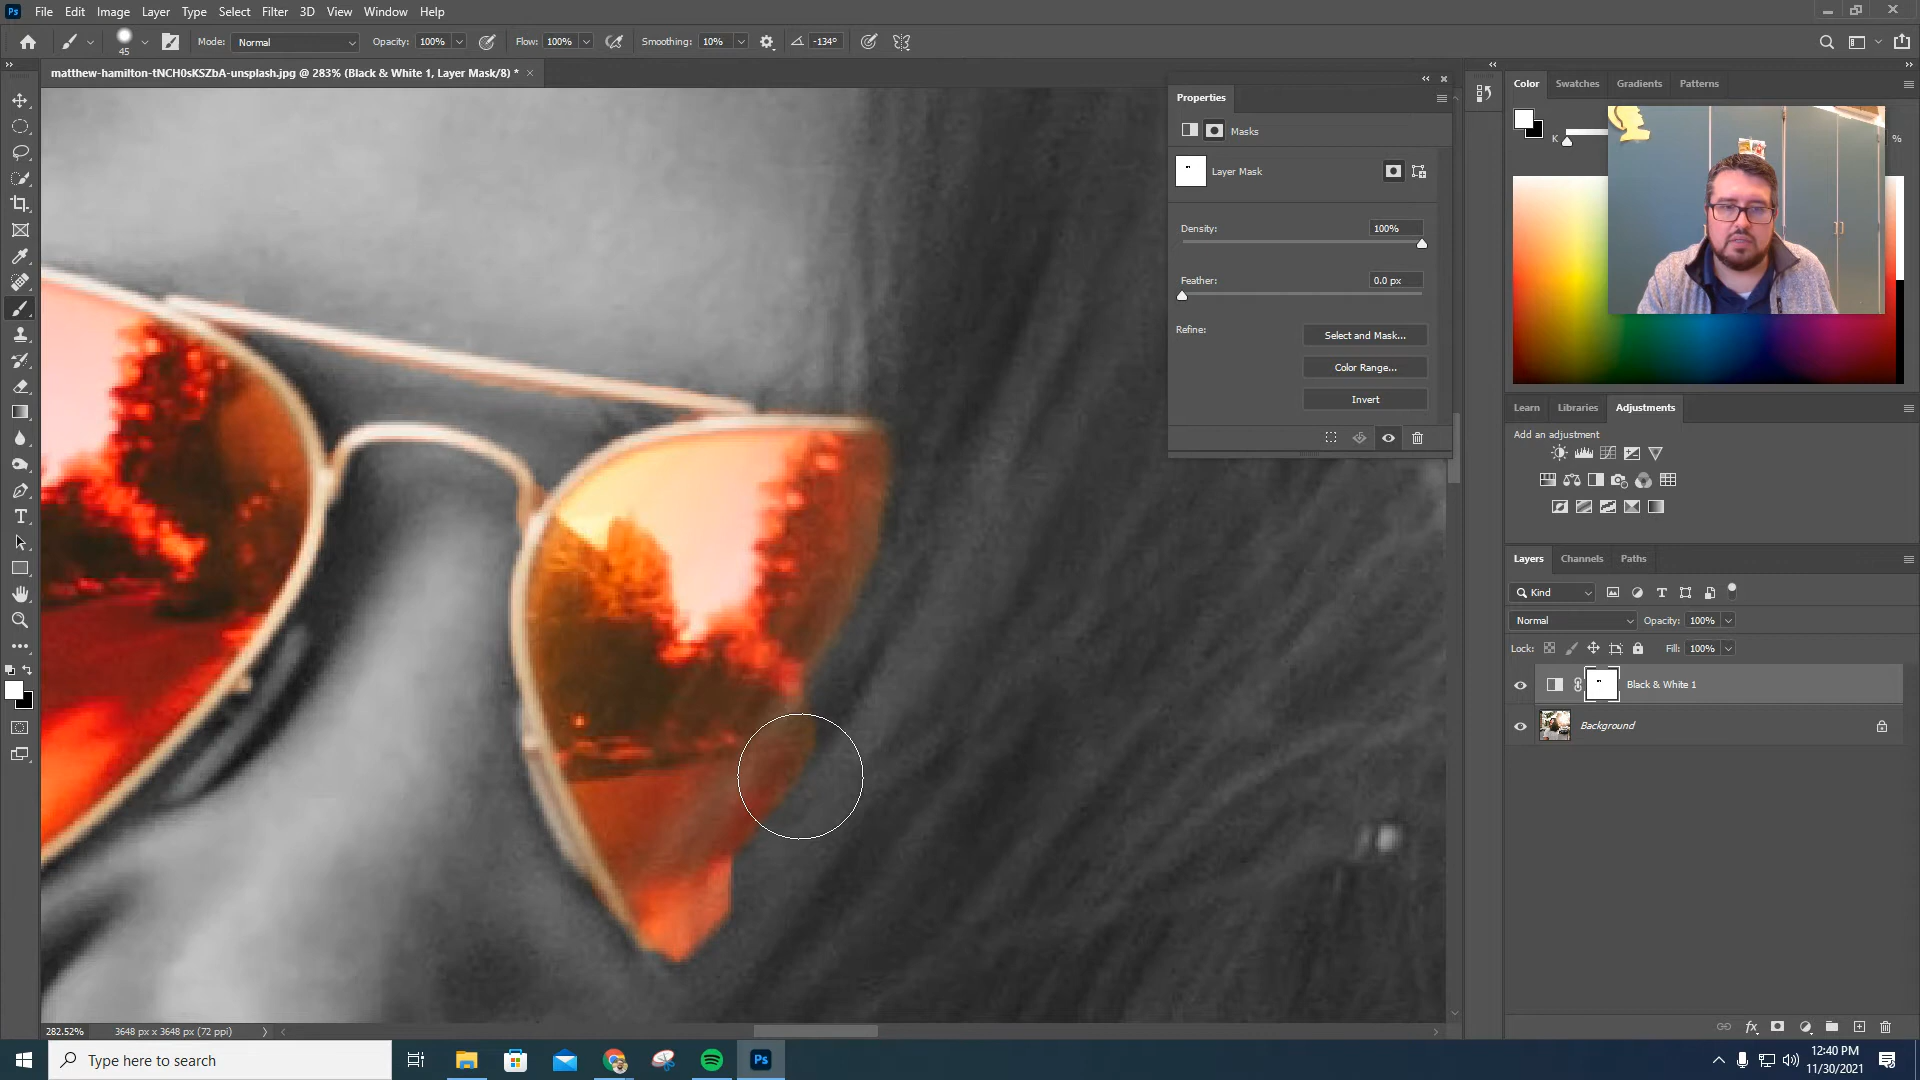 Ps File Edit Image Layer Type Select Filter 3D View Window Help
45 Mode: Normal Opacity: 100% Flow: 100% Smoothing: 10% -134°
matthew-hamilton-tNCH0sKSZbA-unsplash.jpg @ 283% (Black & White 1, Layer Mask/8) *
Properties
Masks
Layer Mask
Density: 100%
Feather: 0.0 px
Refine: Select and Mask...
Color Range...
Invert
Color Swatches Gradients Patterns
K %
Learn Libraries Adjustments
Add an adjustment
Layers Channels Paths
Kind
Normal Opacity: 100%
Lock: Fill: 100%
Black & White 1
Background
282.52% 3648 px x 3648 px (72 ppi)
Type here to search
Ps
12:40 PM
11/30/2021